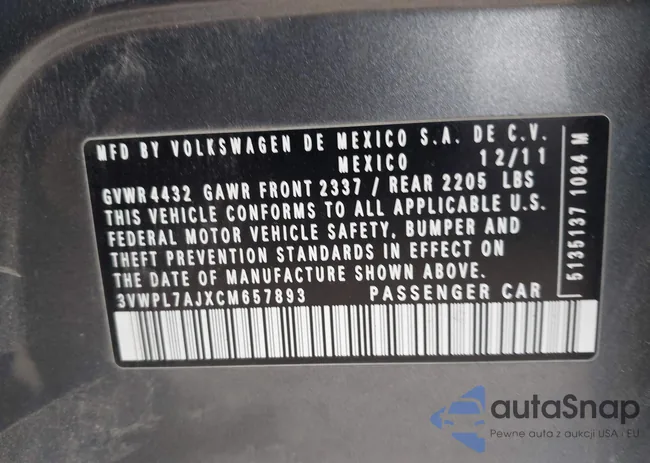 MFD BY VOLKSWAGEN DE MEXICO S.A. DE C.V.
MEXICO 12/11
GVWR 4432 GAWR FRONT 2337 / REAR 2205 LBS
THIS VEHICLE CONFORMS TO ALL APPLICABLE U.S.
FEDERAL MOTOR VEHICLE SAFETY, BUMPER AND
THEFT PREVENTION STANDARDS IN EFFECT ON
THE DATE OF MANUFACTURE SHOWN ABOVE.
3VWPL7AJXCM657893 PASSENGER CAR
5135197 1084 M
autaSnap
Pewne auta z aukcji USA i EU